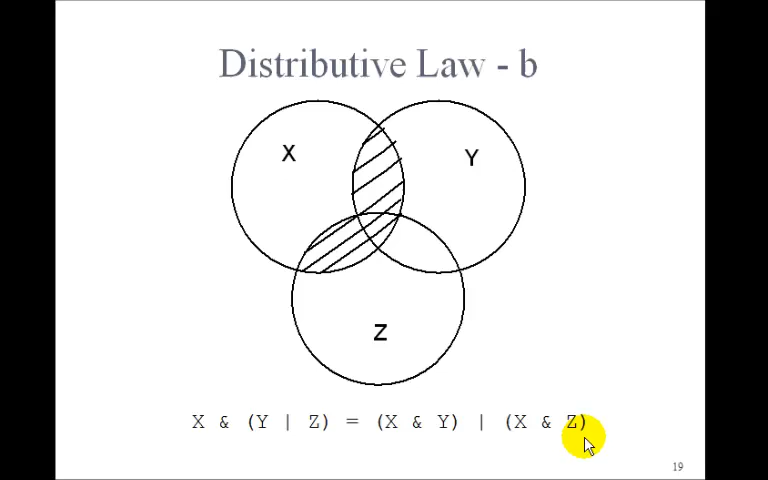 Distributive Law - b
X
Y
Z
X & (Y | Z) = (X & Y) | (X & Z)
19